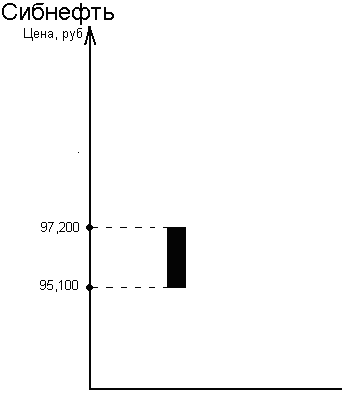 Сибнефть
Цена, руб
97,200
95,100